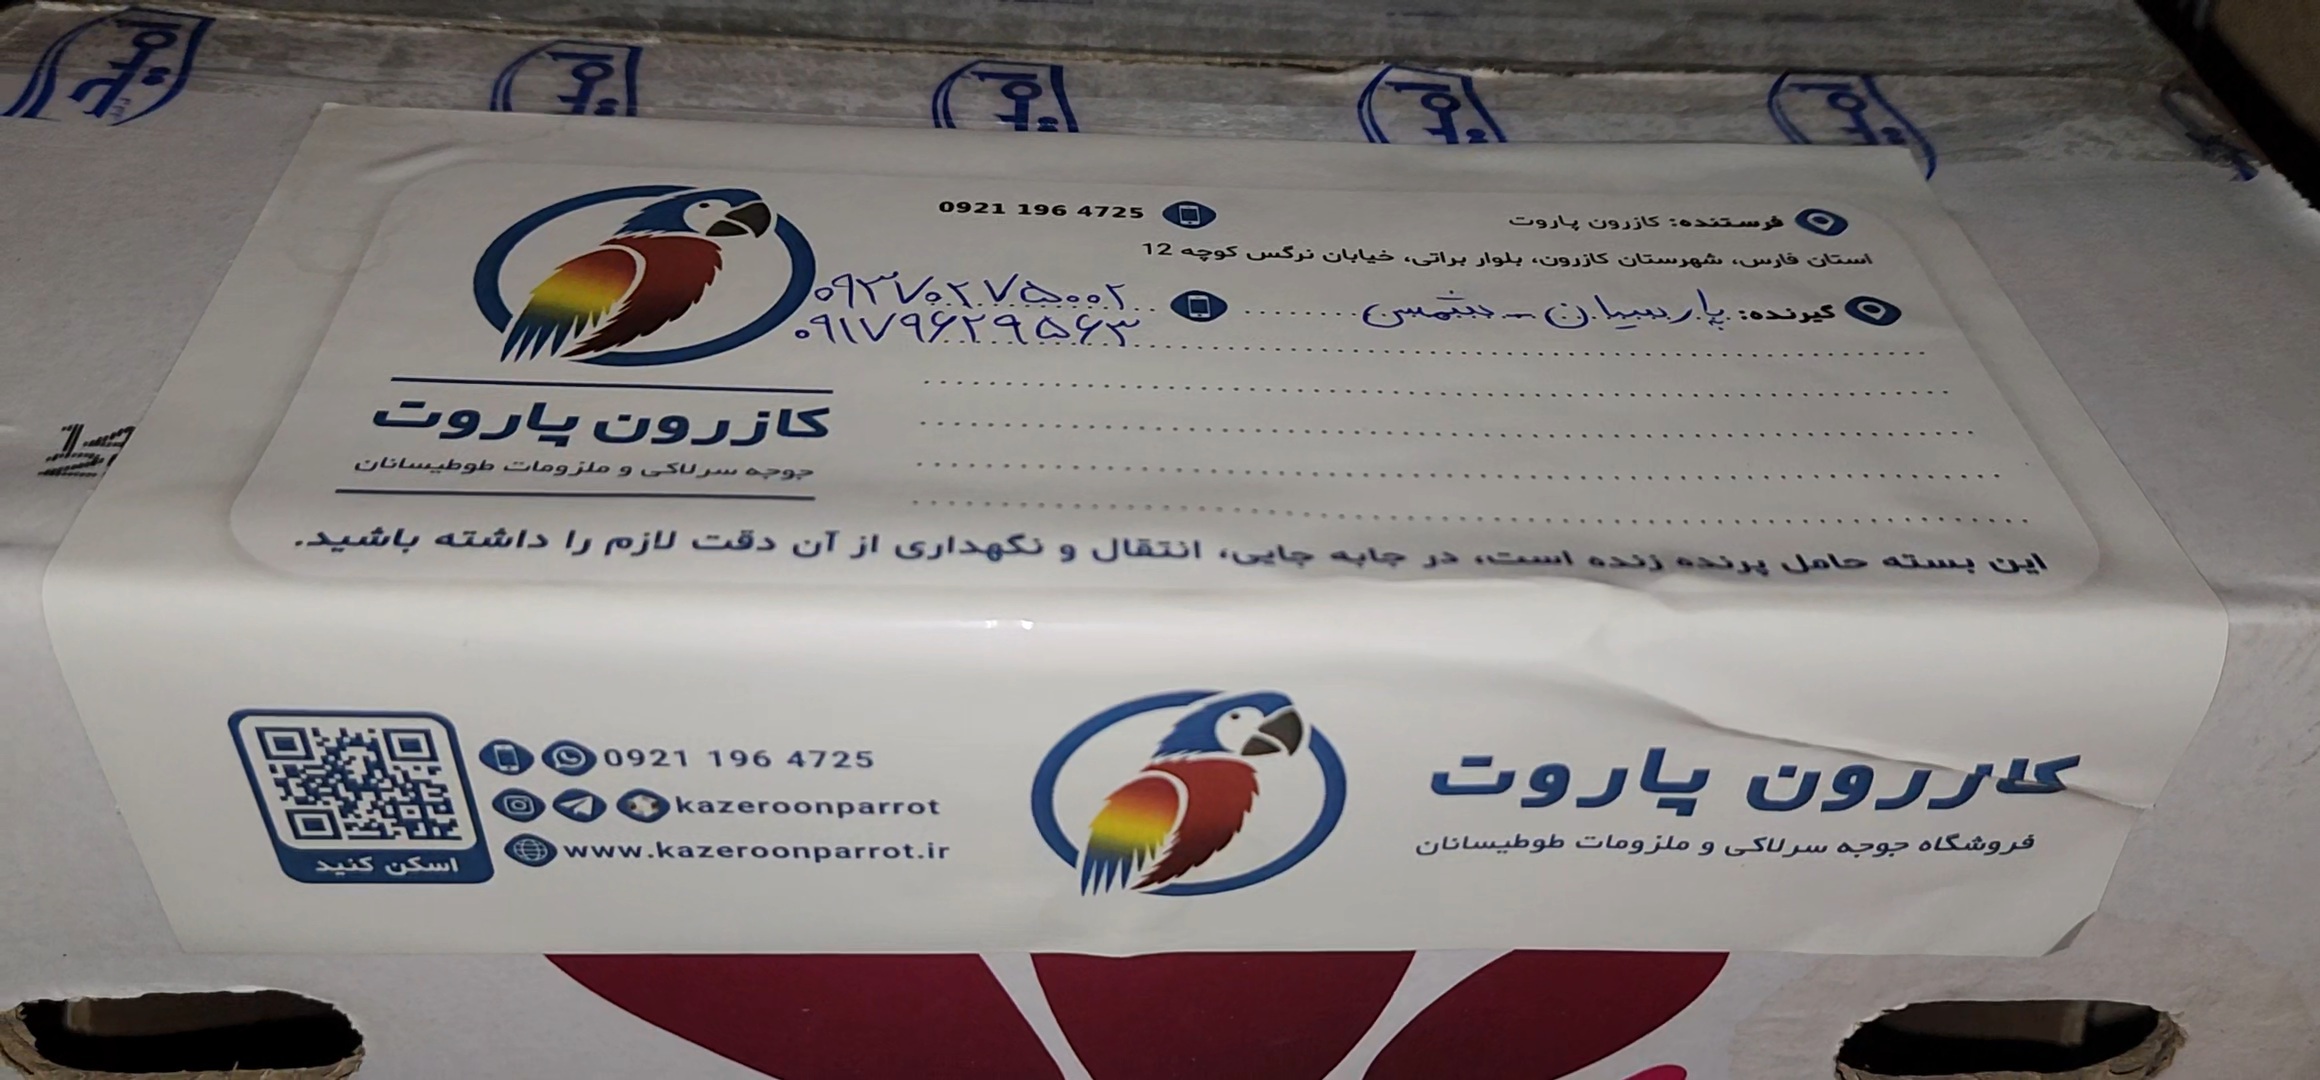 فرستنده: کازرون پاروت
0921 196 4725
استان فارس، شهرستان کازرون، بلوار براتی، خیابان نرگس کوچه 12
گیرنده: پارسیان - شمس
۰۹۳۷۰۲۷۵۰۰۲
۰۹۱۷۹۶۲۹۵۶۳
کازرون پاروت
جوجه سرلاکی و ملزومات طوطیسانان
این بسته حامل پرنده زنده است، در جابه جایی، انتقال و نگهداری از آن دقت لازم را داشته باشید.
کازرون پاروت
فروشگاه جوجه سرلاکی و ملزومات طوطیسانان
0921 196 4725
kazeroonparrot
www.kazeroonparrot.ir
اسکن کنید